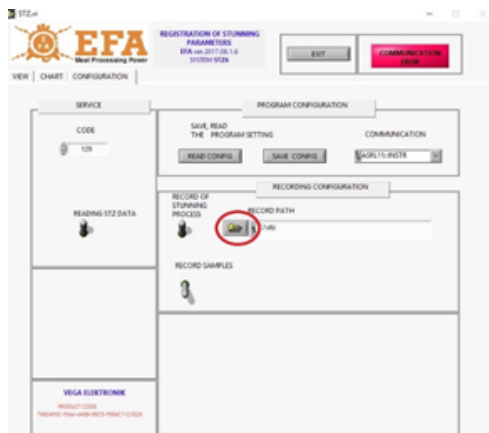 STZ.vi
EFA
Meat Processing Power
REGISTRATION OF STUNNING
PARAMETERS
EFA ver.2017.08.1.6
SYSTEM STZ6
EXIT
COMMUNICATION
VIEW
CHART
CONFIGURATION
SERVICE
CODE
129
READING STZ DATA
PROGRAM CONFIGURATION
SAVE, READ
THE PROGRAM SETTING
READ CONFIG
SAVE CONFIG
COMMUNICATION
ASRL11::INSTR
RECORDING CONFIGURATION
RECORD OF
STUNNING
PROCESS
RECORD PATH
RECORD SAMPLES
VEGA ELEKTRONIK
PRODUCT CODE